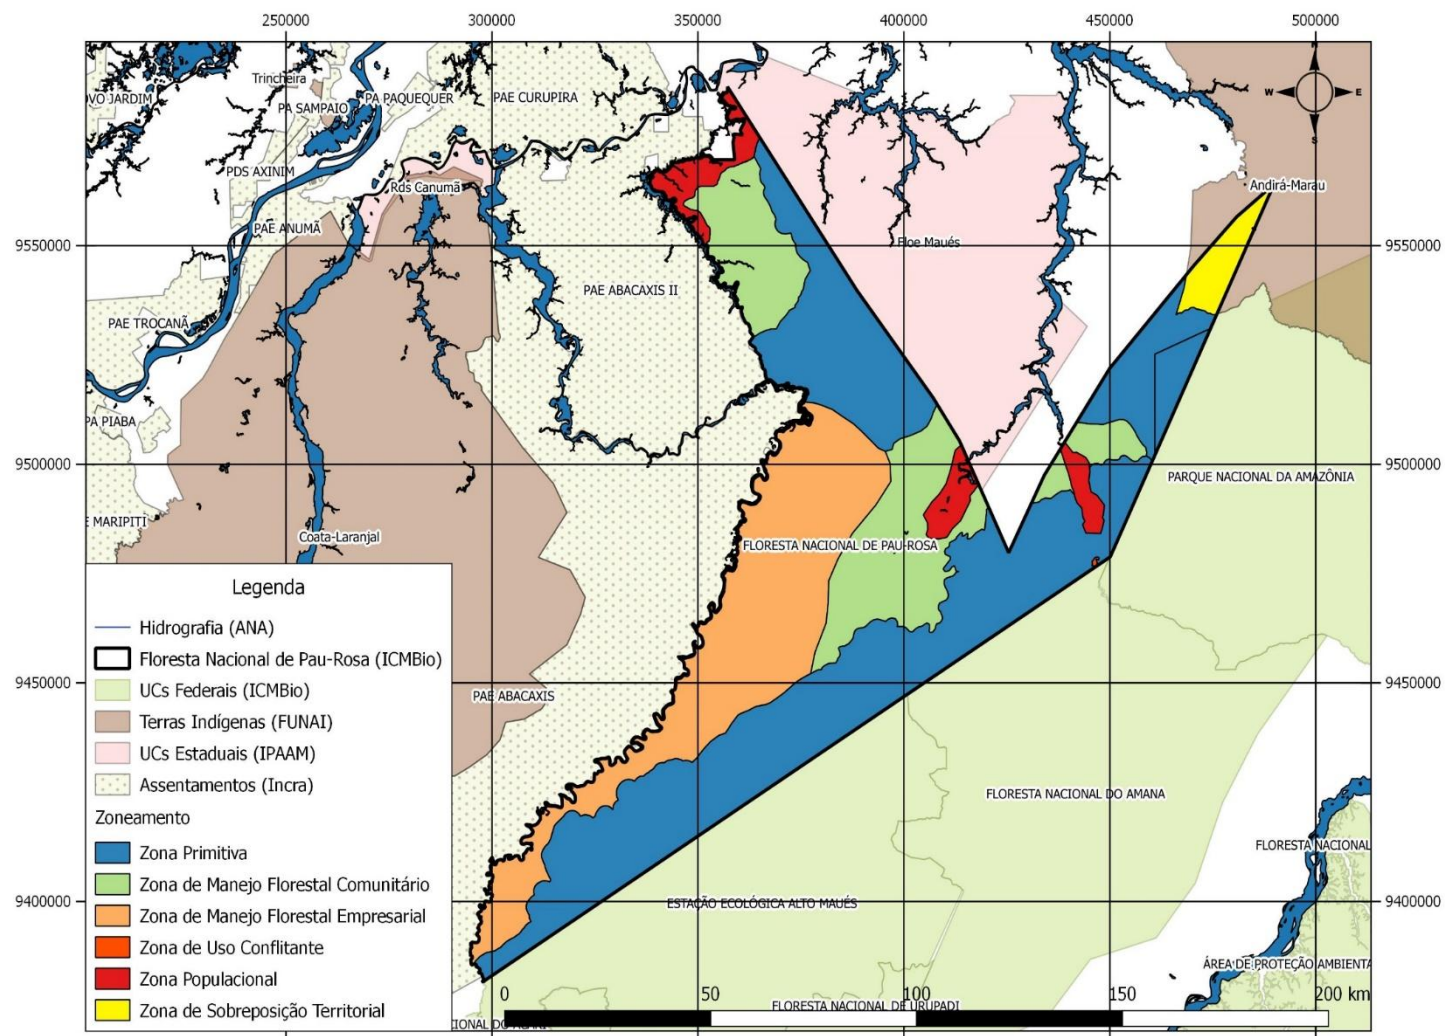 250000 300000 350000 400000 450000 500000
Trincheira
VO JARDIM
PA SAMPAIO
PA PAQUEQUER
PAE CURUPIRA
N
W E
S
PDS AXINIM
Rds Canumã
Andirá-Marau
PAE ANUMÃ
Floe Maués
9550000 9550000
PAE ABACAXIS II
PAE TROCANÃ
PA PIABA
9500000 9500000
PARQUE NACIONAL DA AMAZÔNIA
E MARIPITI
Coata-Laranjal
FLORESTA NACIONAL DE PAU-ROSA
Legenda
Hidrografia (ANA)
Floresta Nacional de Pau-Rosa (ICMBio)
UCs Federais (ICMBio)
Terras Indígenas (FUNAI)
UCs Estaduais (IPAAM)
Assentamentos (Incra)
Zoneamento
Zona Primitiva
Zona de Manejo Florestal Comunitário
Zona de Manejo Florestal Empresarial
Zona de Uso Conflitante
Zona Populacional
Zona de Sobreposição Territorial
9450000 9450000
PAE ABACAXIS
FLORESTA NACIONAL DO AMANA
FLORESTA NACIONAL
9400000 9400000
ESTAÇÃO ECOLÓGICA ALTO MAUÉS
ÁREA DE PROTEÇÃO AMBIENTA
0 50 100 150 200 km
FLORESTA NACIONAL DE URUPADI